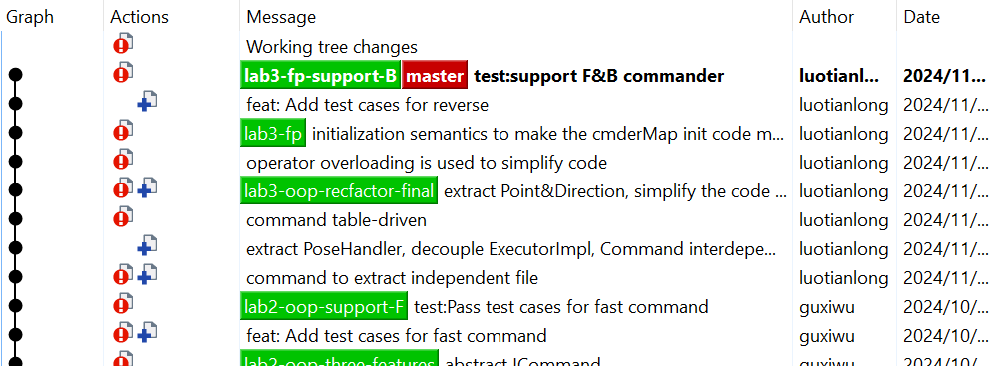 Graph Actions Message Author Date
Working tree changes
lab3-fp-support-B master test:support F&B commander luotianl... 2024/11...
feat: Add test cases for reverse luotianlong 2024/11/...
lab3-fp initialization semantics to make the cmderMap init code m... luotianlong 2024/11/...
operator overloading is used to simplify code luotianlong 2024/11/...
lab3-oop-recfactor-final extract Point&Direction, simplify the code ... luotianlong 2024/11/...
command table-driven luotianlong 2024/11/...
extract PoseHandler, decouple ExecutorImpl, Command interdepe... luotianlong 2024/11/...
command to extract independent file luotianlong 2024/11/...
lab2-oop-support-F test:Pass test cases for fast command guxiwu 2024/10/...
feat: Add test cases for fast command guxiwu 2024/10/...
lab2-oop-three-features abstract ICommand guxiwu 2024/10/...